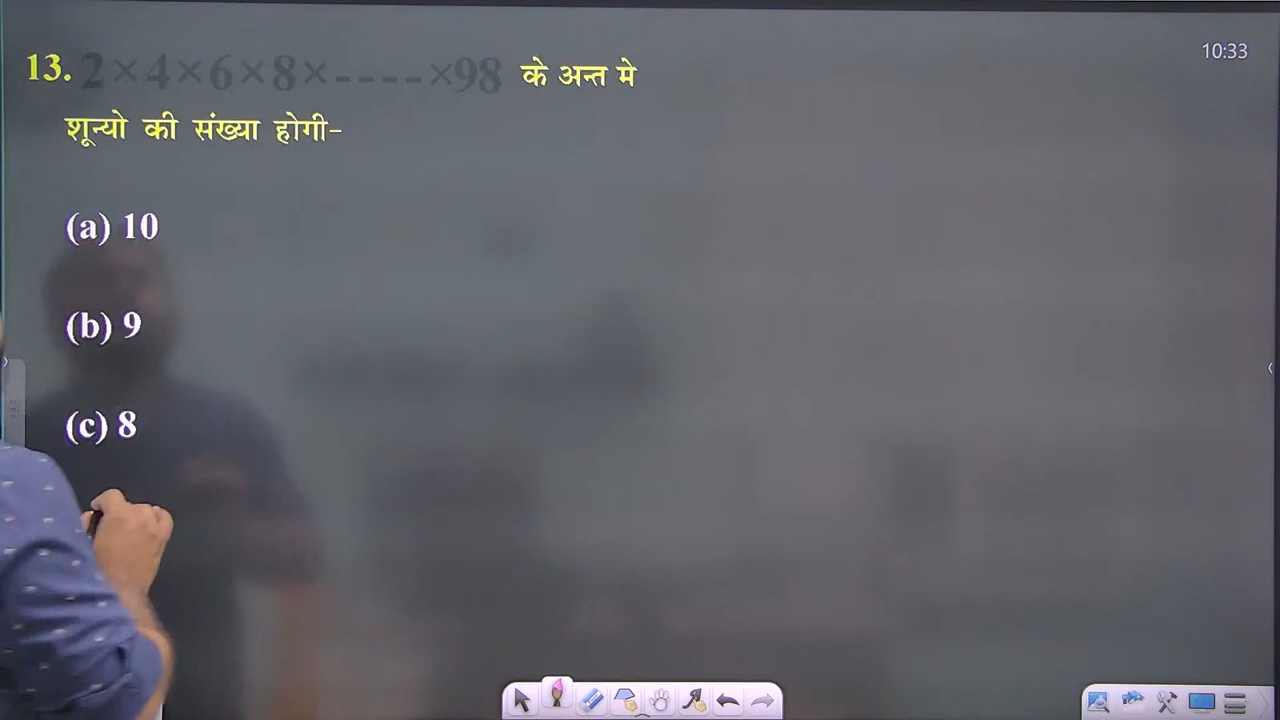 10:33
13. 2×4×6×8×----×98 के अन्त मे
शून्यो की संख्या होगी-
(a) 10
(b) 9
(c) 8